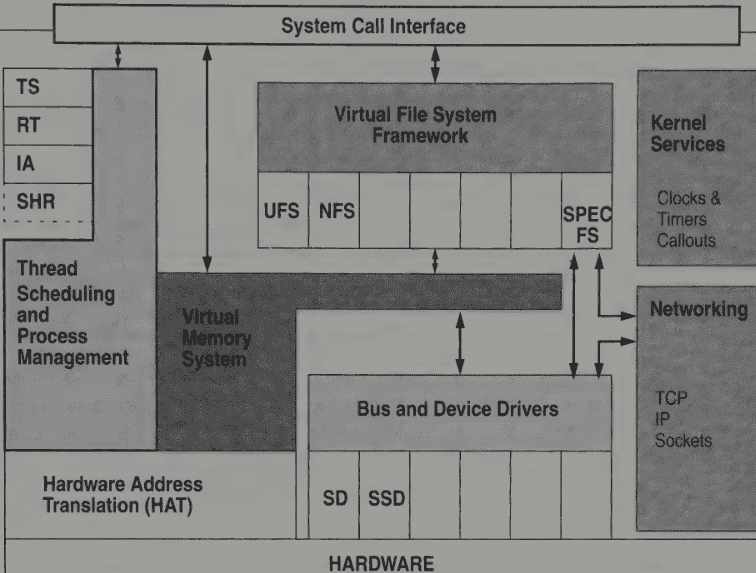 System Call Interface
TS
RT
IA
SHR
Thread
Scheduling
and
Process
Management
Virtual File System
Framework
UFS NFS
SPEC
FS
Kernel
Services
Clocks &
Timers
Callouts
Virtual
Memory
System
Networking
TCP
IP
Sockets
Bus and Device Drivers
SD SSD
Hardware Address
Translation (HAT)
HARDWARE